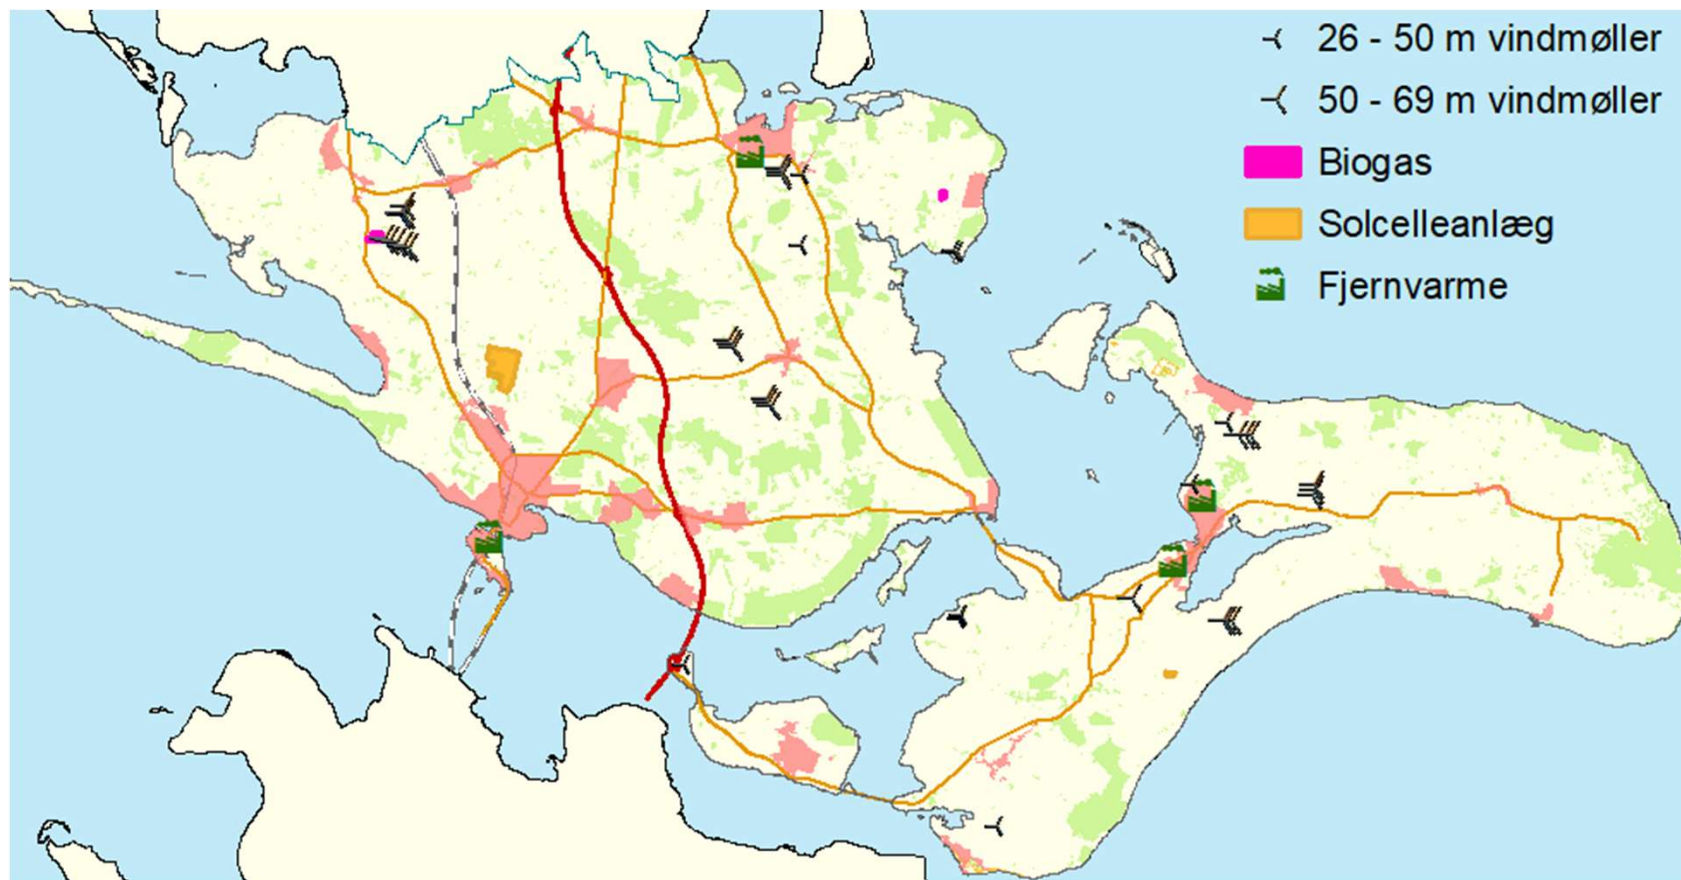 26 - 50 m vindmøller
50 - 69 m vindmøller
Biogas
Solcelleanlæg
Fjernvarme